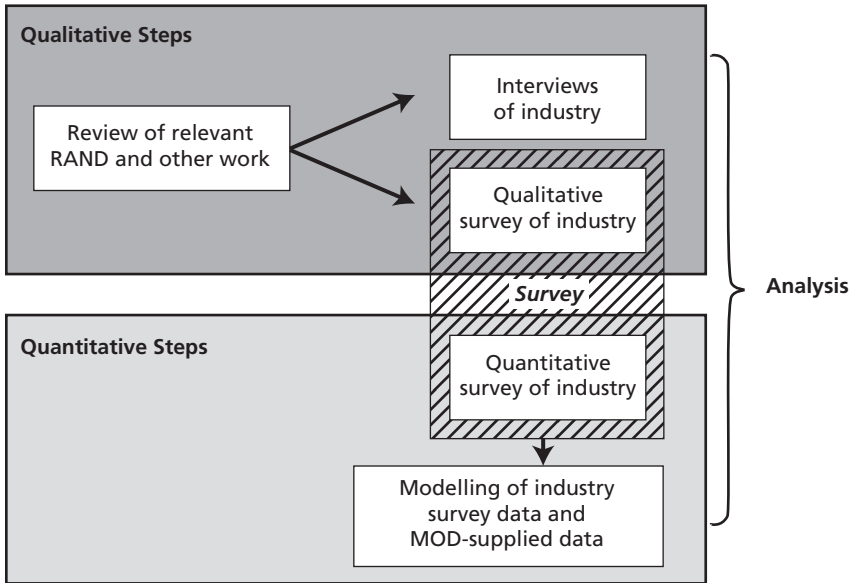 Qualitative Steps
Review of relevant
RAND and other work
Interviews
of industry
Qualitative
survey of industry
Survey
Analysis
Quantitative Steps
Quantitative
survey of industry
Modelling of industry
survey data and
MOD-supplied data